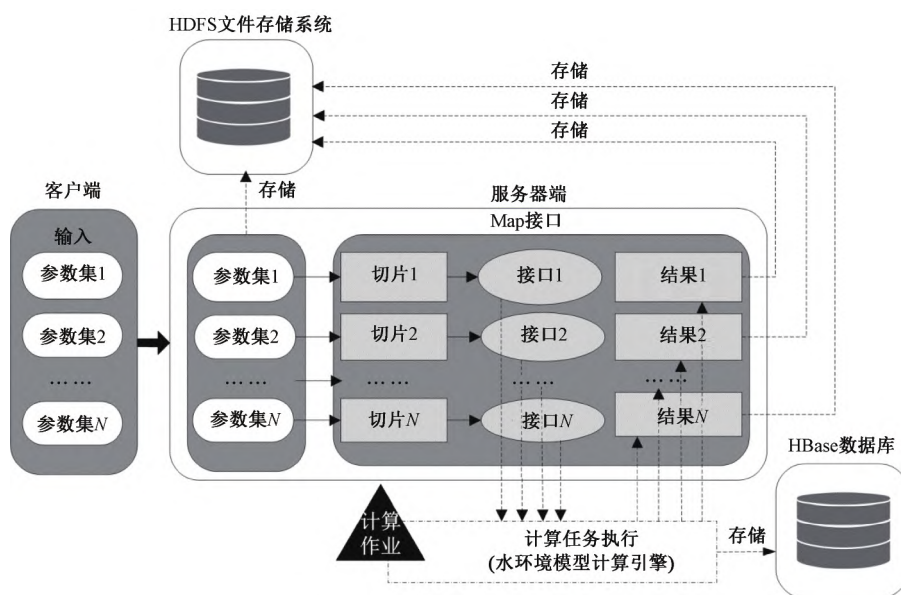 HDFS文件存储系统
存储
存储
存储
客户端
存储
服务器端
Map接口
输入
参数集1
参数集1
切片1
接口1
结果1
参数集2
参数集2
切片2
接口2
结果2
……
……
……
……
……
参数集N
参数集N
切片N
接口N
结果N
HBase数据库
计算
作业
计算任务执行
(水环境模型计算引擎)
存储